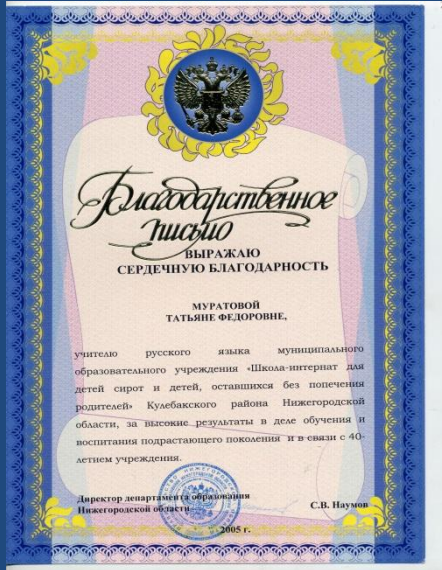 Благодарственное
письмо
ВЫРАЖАЮ
СЕРДЕЧНУЮ БЛАГОДАРНОСТЬ
МУРАТОВОЙ
ТАТЬЯНЕ ФЕДОРОВНЕ,
учителю русского языка муниципального
образовательного учреждения «Школа-интернат для
детей сирот и детей, оставшихся без попечения
родителей» Кулебакского района Нижегородской
области, за высокие результаты в деле обучения и
воспитания подрастающего поколения и в связи с 40-
летием учреждения.
Директор департамента образования
Нижегородской области
С.В. Наумов
2005 г.